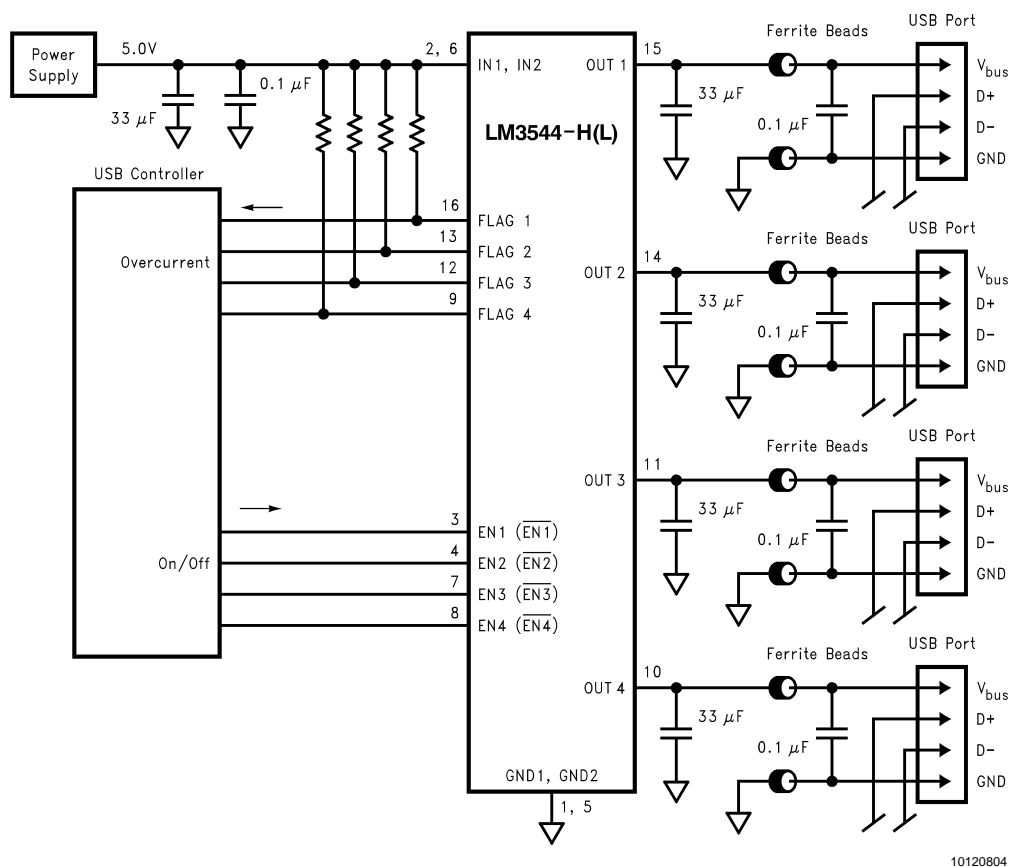 Power
Supply
5.0V
33 μF
0.1 μF
2, 6
IN1, IN2
LM3544-H(L)
USB Controller
Overcurrent
16
FLAG 1
13
FLAG 2
12
FLAG 3
9
FLAG 4
On/Off
3
EN1 (EN1)
4
EN2 (EN2)
7
EN3 (EN3)
8
EN4 (EN4)
GND1, GND2
1, 5
OUT 1
15
33 μF
Ferrite Beads
0.1 μF
USB Port
Vbus
D+
D-
GND
OUT 2
14
33 μF
Ferrite Beads
0.1 μF
USB Port
Vbus
D+
D-
GND
OUT 3
11
33 μF
Ferrite Beads
0.1 μF
USB Port
Vbus
D+
D-
GND
OUT 4
10
33 μF
Ferrite Beads
0.1 μF
USB Port
Vbus
D+
D-
GND
10120804